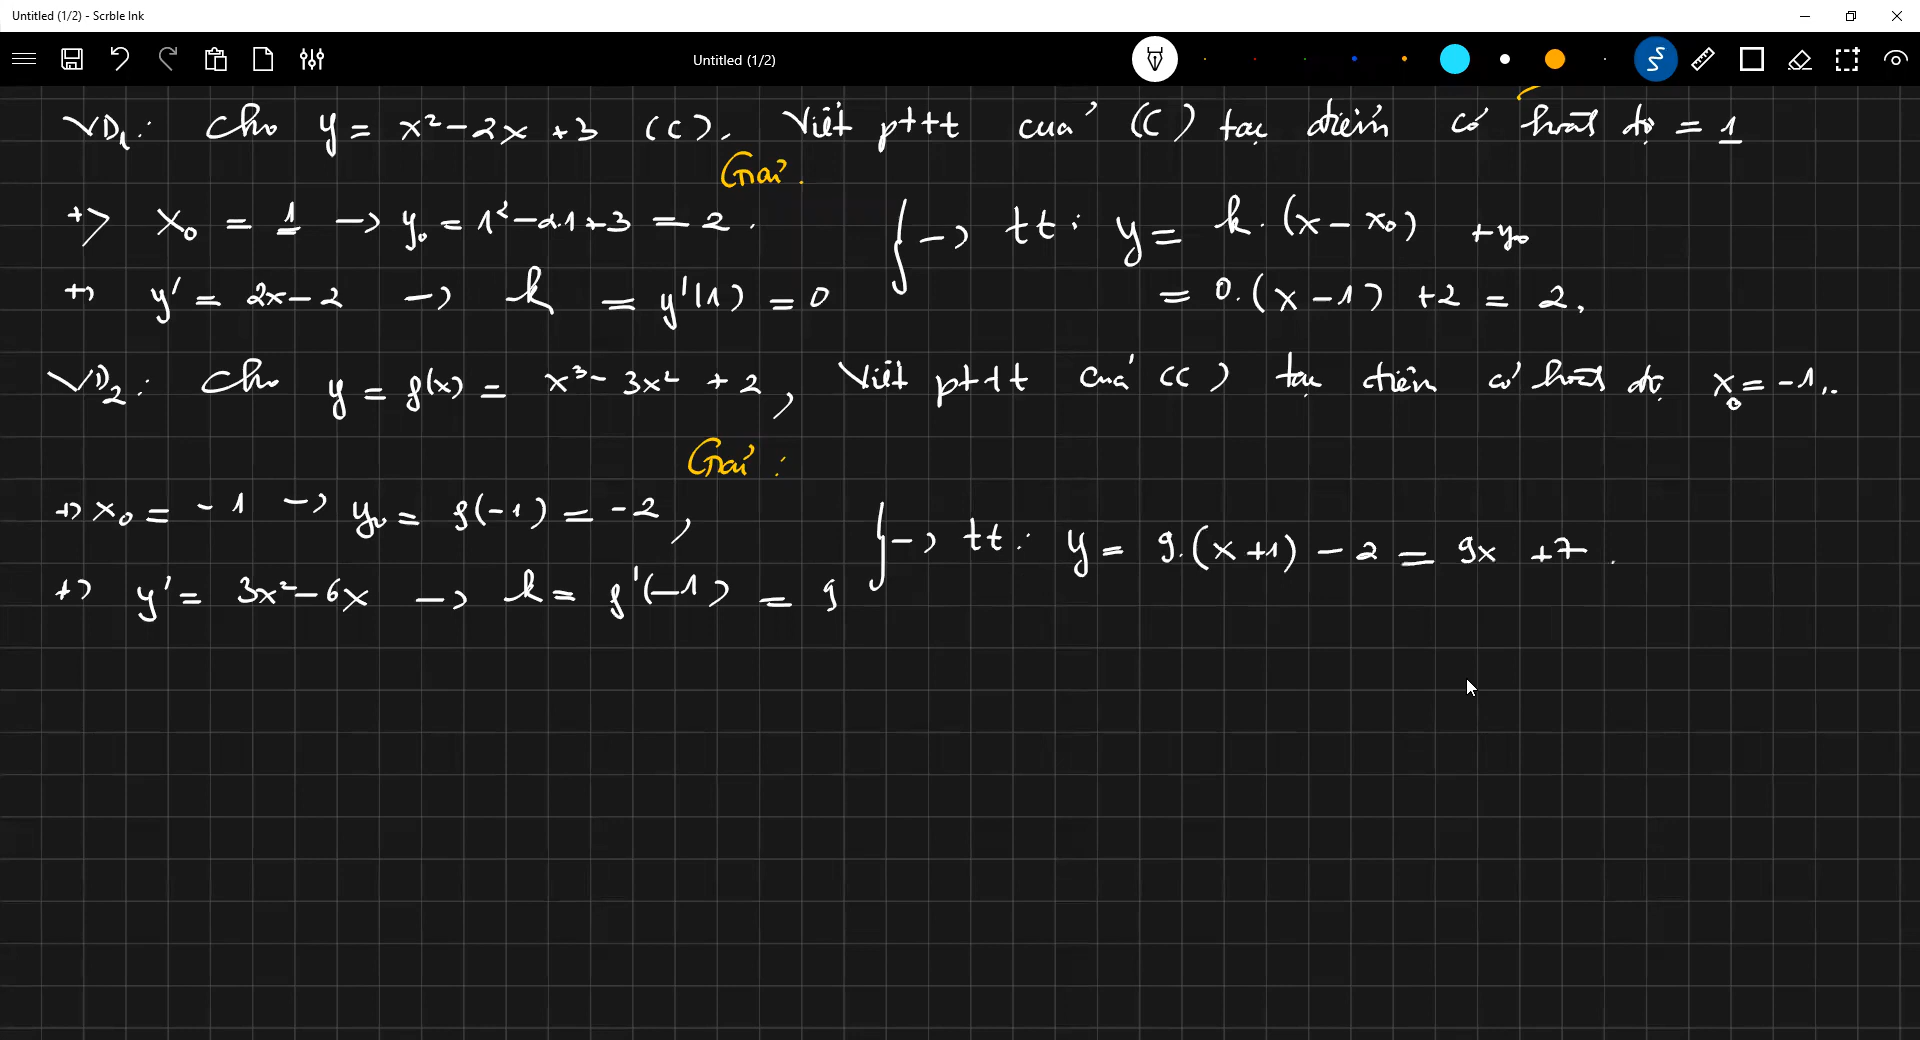 Untitled (1/2) - Scrble Ink
Untitled (1/2)
VD1: Cho y = x² - 2x + 3 (C). Viết pttt của (C) tại điểm có hoành độ = 1
Giải.
+) x₀ = 1 → y₀ = 1² - 2.1 + 3 = 2.
} → tt: y = k.(x - x₀) + y₀
+) y' = 2x - 2 → k = y'(1) = 0
= 0.(x - 1) + 2 = 2.
VD2: Cho y = f(x) = x³ - 3x² + 2, Viết pttt của (C) tại điểm có hoành độ x₀ = -1.
Giải:
+) x₀ = -1 → y₀ = f(-1) = -2,
} → tt: y = 9.(x+1) - 2 = 9x + 7.
+) y' = 3x² - 6x → k = f'(-1) = 9